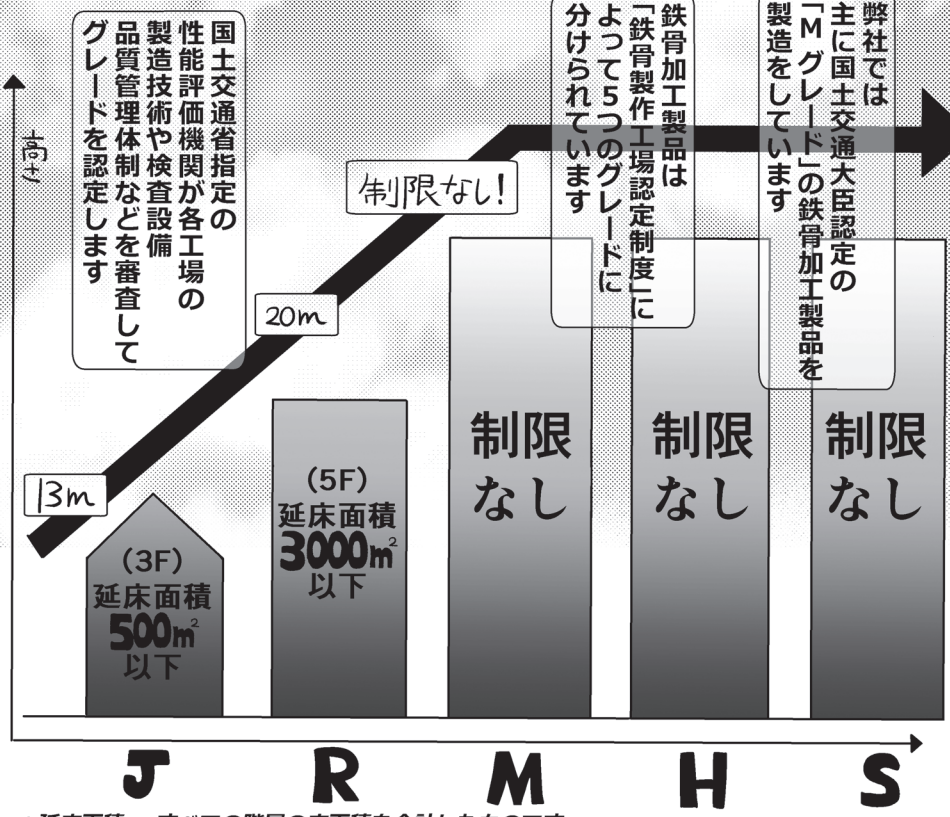 弊社では
主に国土交通大臣認定の
「M グレード」の鉄骨加工製品を
製造をしています
鉄骨加工製品は
「鉄骨製作工場認定制度」に
よって5つのグレードに
分けられています
国土交通省指定の
性能評価機関が各工場の
製造技術や検査設備
品質管理体制などを審査して
グレードを認定します
高さ
制限なし!
20m
13m
(3F)
延床面積
500㎡
以下
(5F)
延床面積
3000㎡
以下
制限
なし
制限
なし
制限
なし
J
R
M
H
S